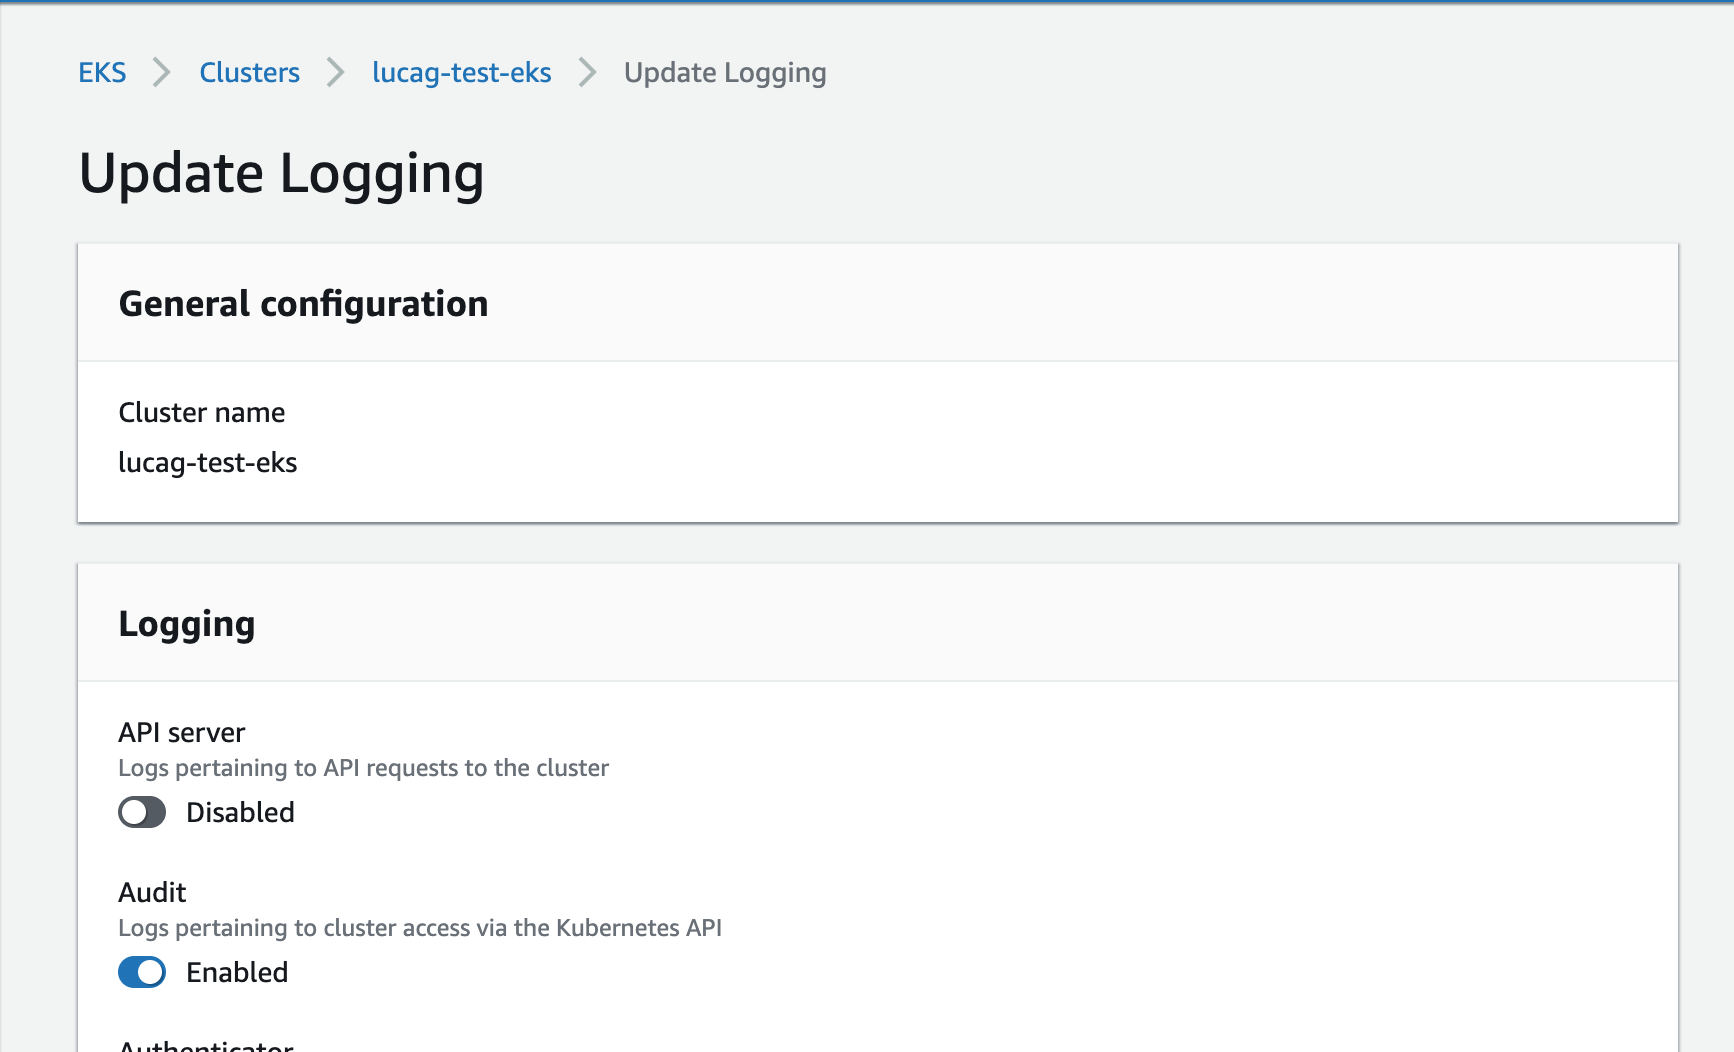 EKS > Clusters > lucag-test-eks > Update Logging
Update Logging
General configuration
Cluster name
lucag-test-eks
Logging
API server
Logs pertaining to API requests to the cluster
Disabled
Audit
Logs pertaining to cluster access via the Kubernetes API
Enabled
Authenticator